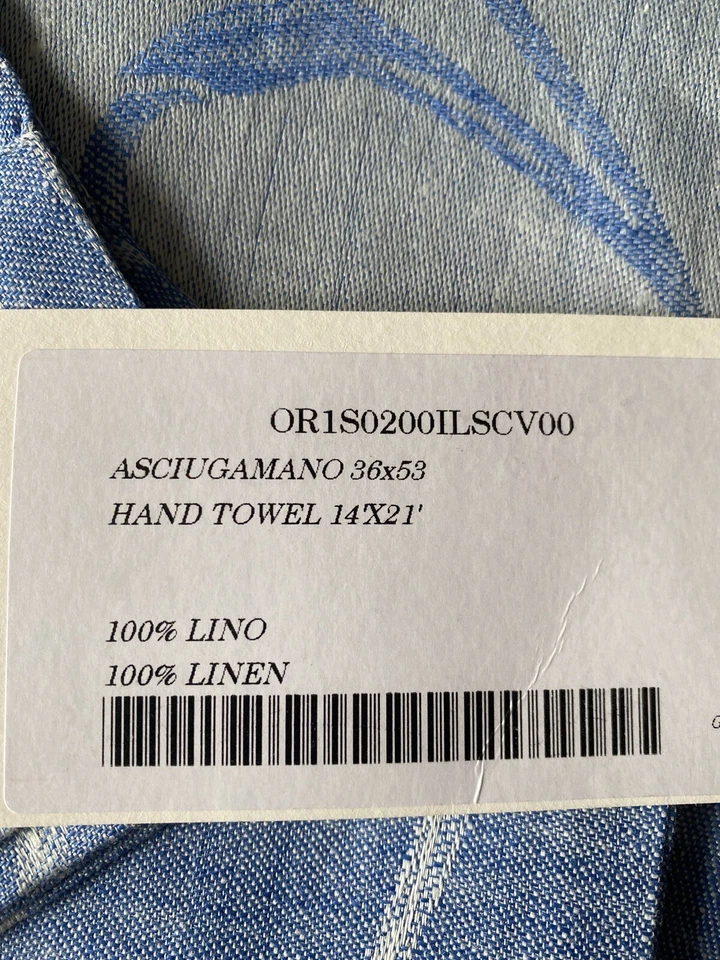 OR1S0200ILSCV00
ASCIUGAMANO 36x53
HAND TOWEL 14'X21'
100% LINO
100% LINEN